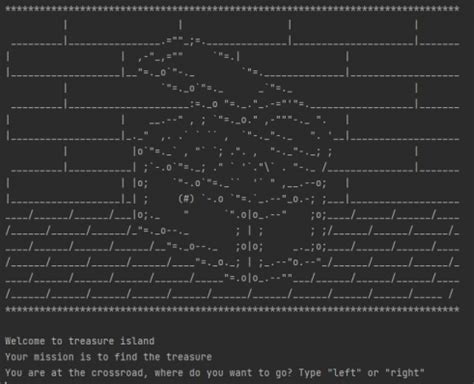 Welcome to treasure island
Your mission is to find the treasure
You are at the crossroad, where do you want to go? Type "left" or "right"